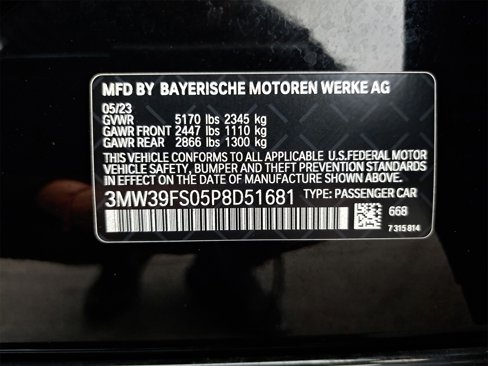 MFD BY BAYERISCHE MOTOREN WERKE AG
05/23
GVWR 5170 lbs 2345 kg
GAWR FRONT 2447 lbs 1110 kg
GAWR REAR 2866 lbs 1300 kg
THIS VEHICLE CONFORMS TO ALL APPLICABLE U.S.FEDERAL MOTOR
VEHICLE SAFETY, BUMPER AND THEFT PREVENTION STANDARDS
IN EFFECT ON THE DATE OF MANUFACTURE SHOWN ABOVE.
3MW39FS05P8D51681 TYPE: PASSENGER CAR
668
7 315 814